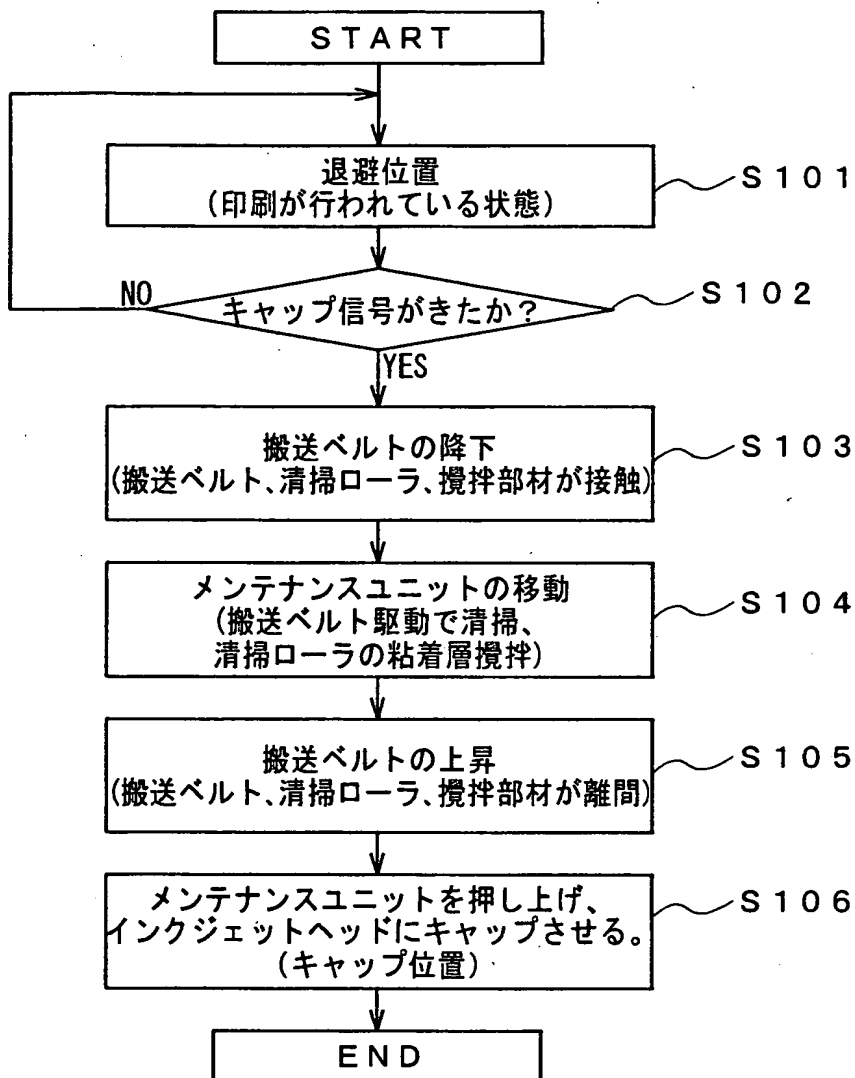 START
退避位置
(印刷が行われている状態)
S101
キャップ信号がきたか?
S102
NO
YES
搬送ベルトの降下
(搬送ベルト、清掃ローラ、攪拌部材が接触)
S103
メンテナンスユニットの移動
(搬送ベルト駆動で清掃、
清掃ローラの粘着層攪拌)
S104
搬送ベルトの上昇
(搬送ベルト、清掃ローラ、攪拌部材が離間)
S105
メンテナンスユニットを押し上げ、
インクジェットヘッドにキャップさせる。
(キャップ位置)
S106
END